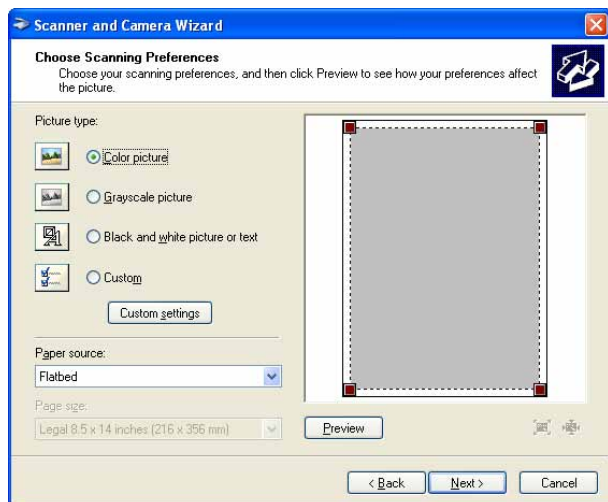 Scanner and Camera Wizard
Choose Scanning Preferences
Choose your scanning preferences, and then click Preview to see how your preferences affect
the picture.
Picture type:
Color picture
Grayscale picture
Black and white picture or text
Custom
Custom settings
Paper source:
Flatbed
Page size:
Legal 8.5 x 14 inches (216 x 356 mm)
Preview
< Back
Next >
Cancel